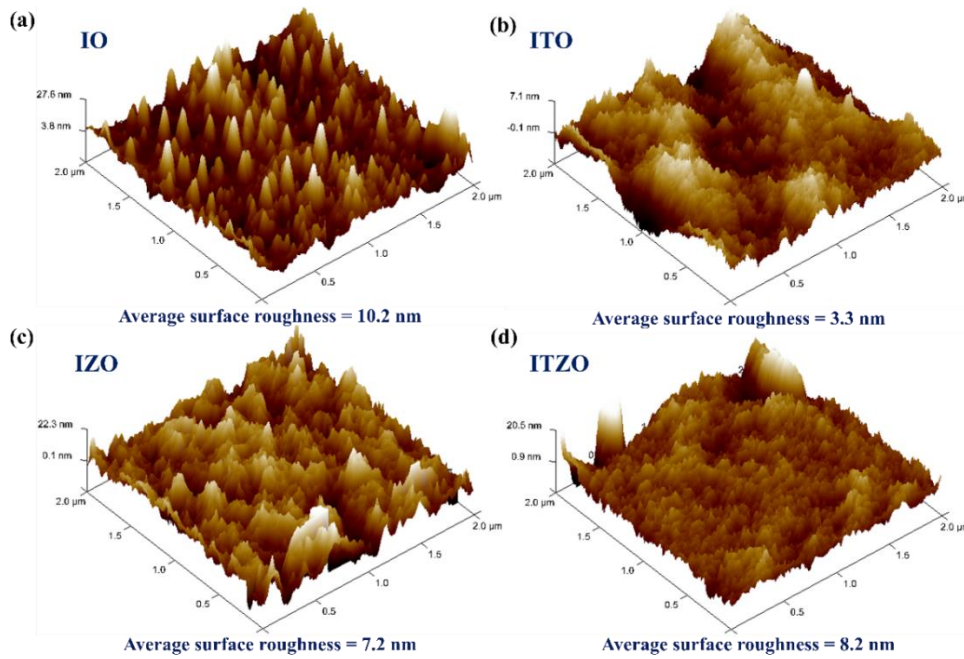 (a)
IO
27.6 nm
3.8 nm
2.0 µm
1.5
1.0
0.5
0.5
1.0
1.5
2.0 µm
Average surface roughness = 10.2 nm
(b)
ITO
7.1 nm
-0.1 nm
2.0 µm
1.5
1.0
0.5
0.5
1.0
1.5
2.0 µm
Average surface roughness = 3.3 nm
(c)
IZO
22.3 nm
0.1 nm
2.0 µm
1.5
1.0
0.5
0.5
1.0
1.5
2.0 µm
Average surface roughness = 7.2 nm
(d)
ITZO
20.5 nm
0.9 nm
2.0 µm
1.5
1.0
0.5
0.5
1.0
1.5
2.0 µm
Average surface roughness = 8.2 nm